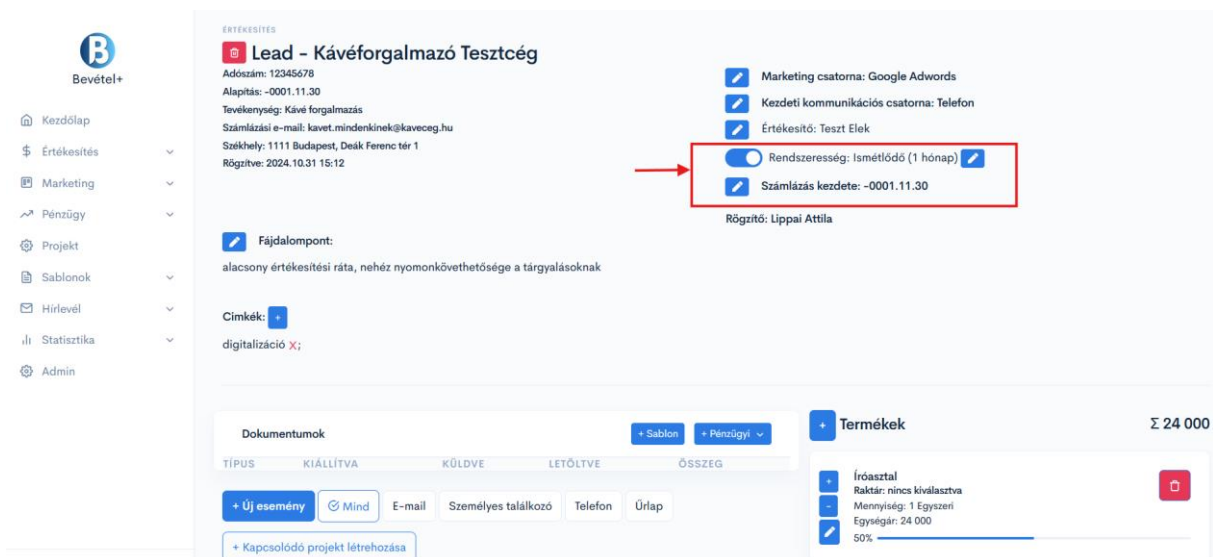 Bevétel+
Kezdőlap
Értékesítés
Marketing
Pénzügy
Projekt
Sablonok
Hírlevél
Statisztika
Admin
ÉRTÉKESÍTÉS
Lead - Kávéforgalmazó Tesztcég
Adószám: 12345678
Alapítás: -0001.11.30
Tevékenység: Kávé forgalmazás
Számlázási e-mail: kavet.mindenkinek@kaveceg.hu
Székhely: 1111 Budapest, Deák Ferenc tér 1
Rögzítve: 2024.10.31 15:12
Marketing csatorna: Google Adwords
Kezdeti kommunikációs csatorna: Telefon
Értékesítő: Teszt Elek
Rendszeresség: Ismétlődő (1 hónap)
Számlázás kezdete: -0001.11.30
Rögzítő: Lippai Attila
Fájdalompont:
alacsony értékesítési ráta, nehéz nyomonkövethetősége a tárgyalásoknak
Cimkék: +
digitalizáció X;
Dokumentumok
+ Sablon
+ Pénzügyi
TÍPUS KIÁLLÍTVA KÜLDVE LETÖLTVE ÖSSZEG
+ Új esemény
Mind
E-mail
Személyes találkozó
Telefon
Űrlap
+ Kapcsolódó projekt létrehozása
+ Termékek Σ 24 000
Íróasztal
Raktár: nincs kiválasztva
Mennyiség: 1 Egyszeri
Egységár: 24 000
50%